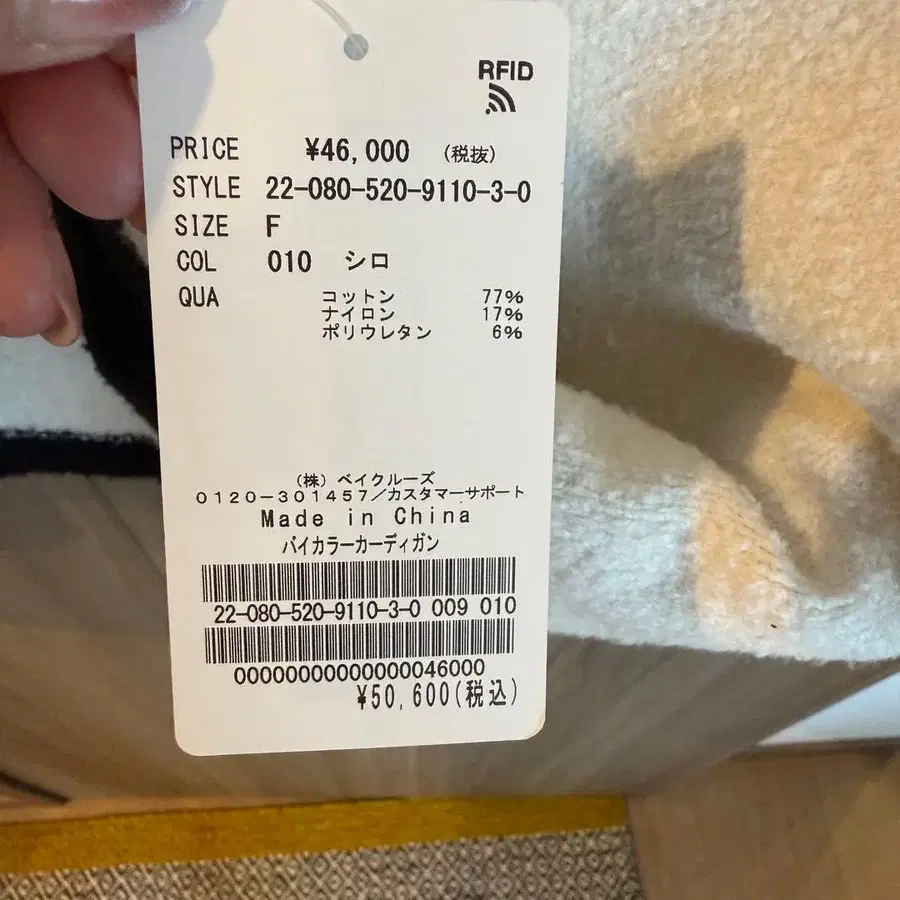 RFID
PRICE ¥46,000 (税抜)
STYLE 22-080-520-9110-3-0
SIZE F
COL 010 シロ
QUA コットン 77%
ナイロン 17%
ポリウレタン 6%
(株)ベイクルーズ
0120-301457/カスタマーサポート
Made in China
バイカラーカーディガン
22-080-520-9110-3-0 009 010
00000000000000046000
¥50,600(税込)